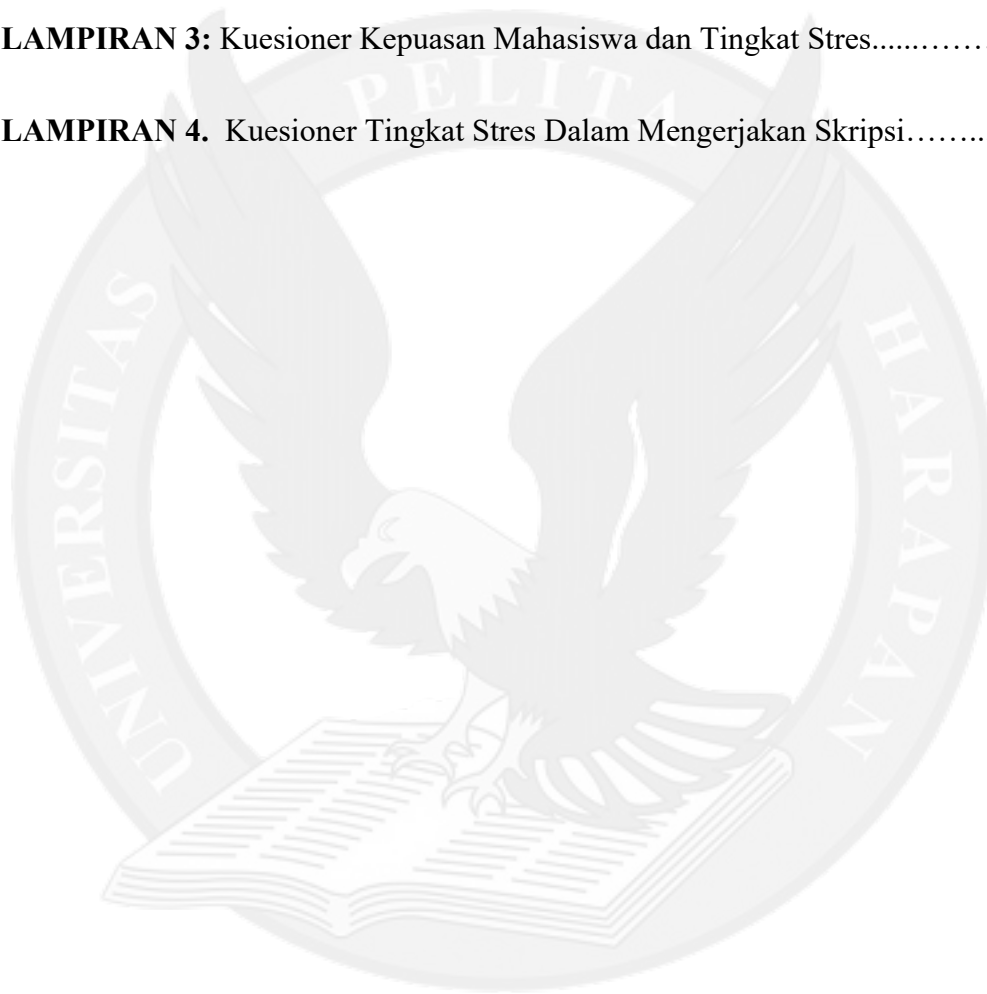 LAMPIRAN 3: Kuesioner Kepuasan Mahasiswa dan Tingkat Stres......…….
LAMPIRAN 4. Kuesioner Tingkat Stres Dalam Mengerjakan Skripsi……..
UNIVERSITAS PELITA HARAPAN